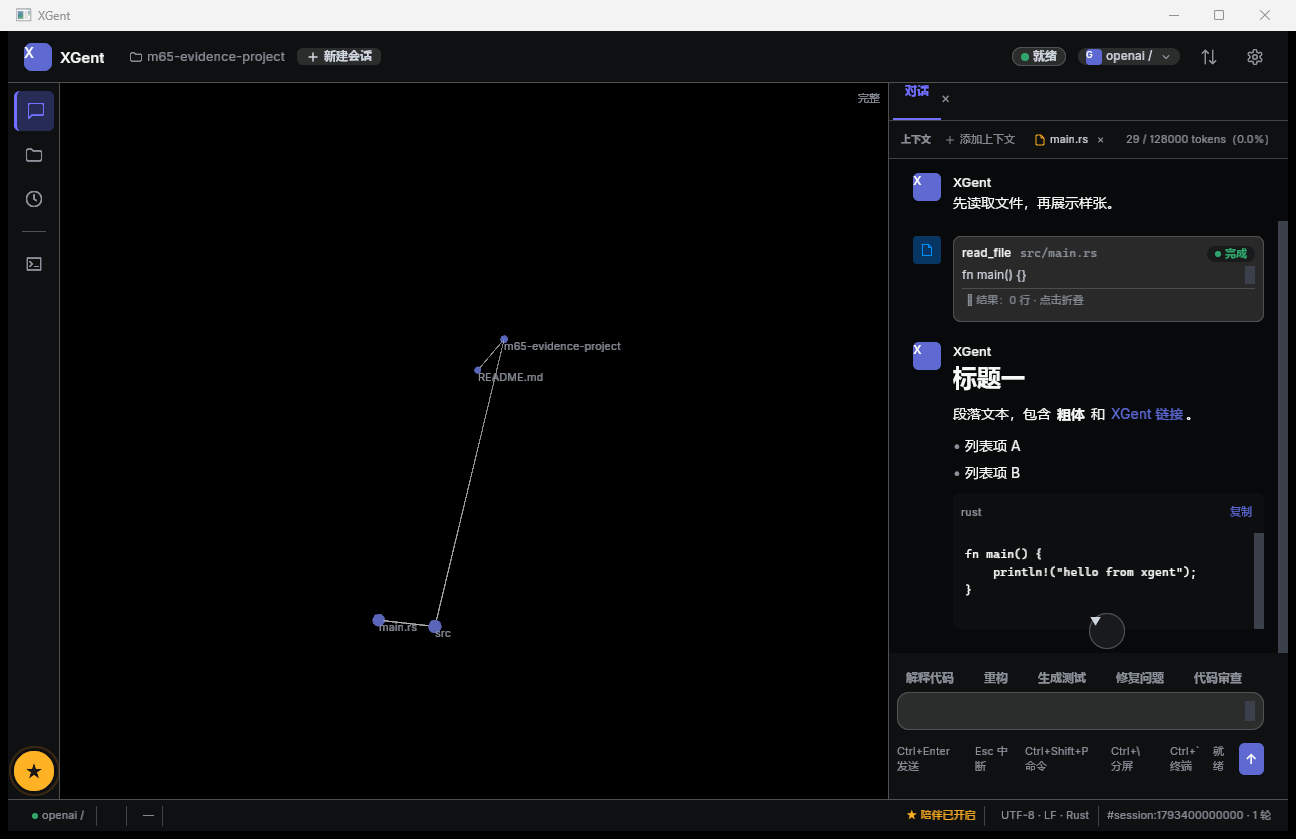 XGent
X
XGent
m65-evidence-project
+ 新建会话
就绪
G
openai /
完整
对话
×
上下文
+ 添加上下文
main.rs ×
29 / 128000 tokens (0.0%)
X
XGent
先读取文件，再展示样张。
read_file src/main.rs
完成
fn main() {}
结果：0 行 · 点击折叠
X
XGent
标题一
段落文本，包含 粗体 和 XGent 链接。
• 列表项 A
• 列表项 B
rust
复制
fn main() {
    println!("hello from xgent");
}
m65-evidence-project
README.md
main.rs
src
解释代码
重构
生成测试
修复问题
代码审查
Ctrl+Enter
发送
Esc 中
断
Ctrl+Shift+P
命令
Ctrl+\
分屏
Ctrl+`
终端
就
绪
openai /
—
★ 陪伴已开启
UTF-8 · LF · Rust
#session:1793400000000 · 1 轮